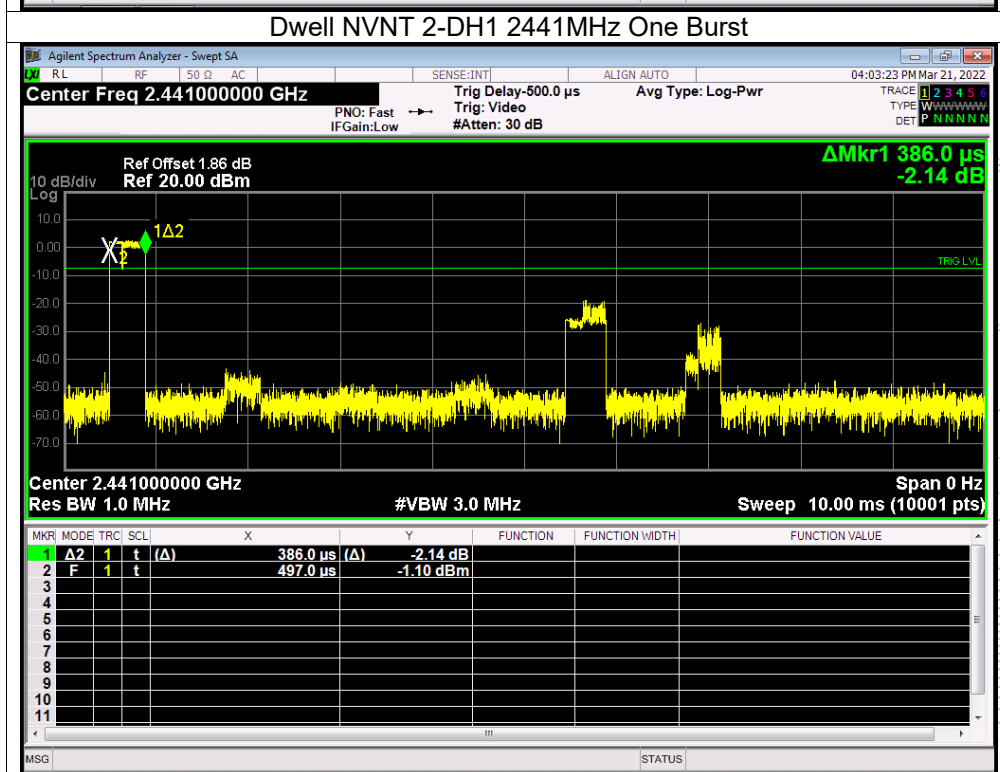 Dwell NVNT 2-DH1 2441MHz One Burst
Agilent Spectrum Analyzer - Swept SA
LXI RL RF 50 Ω AC SENSE:INT ALIGN AUTO 04:03:23 PM Mar 21, 2022
Center Freq 2.441000000 GHz
PNO: Fast
IFGain:Low
Trig Delay-500.0 µs
Trig: Video
#Atten: 30 dB
Avg Type: Log-Pwr
TRACE 1 2 3 4 5 6
TYPE WWWWWW
DET P N N N N N
ΔMkr1 386.0 µs
-2.14 dB
Ref Offset 1.86 dB
10 dB/div Ref 20.00 dBm
Log
10.0
0.00
-10.0
-20.0
-30.0
-40.0
-50.0
-60.0
-70.0
1Δ2
X2
TRIG LVL
Center 2.441000000 GHz Span 0 Hz
Res BW 1.0 MHz #VBW 3.0 MHz Sweep 10.00 ms (10001 pts)
MKR MODE TRC SCL X Y FUNCTION FUNCTION WIDTH FUNCTION VALUE
1 Δ2 1 t (Δ) 386.0 µs (Δ) -2.14 dB
2 F 1 t 497.0 µs -1.10 dBm
3
4
5
6
7
8
9
10
11
MSG STATUS